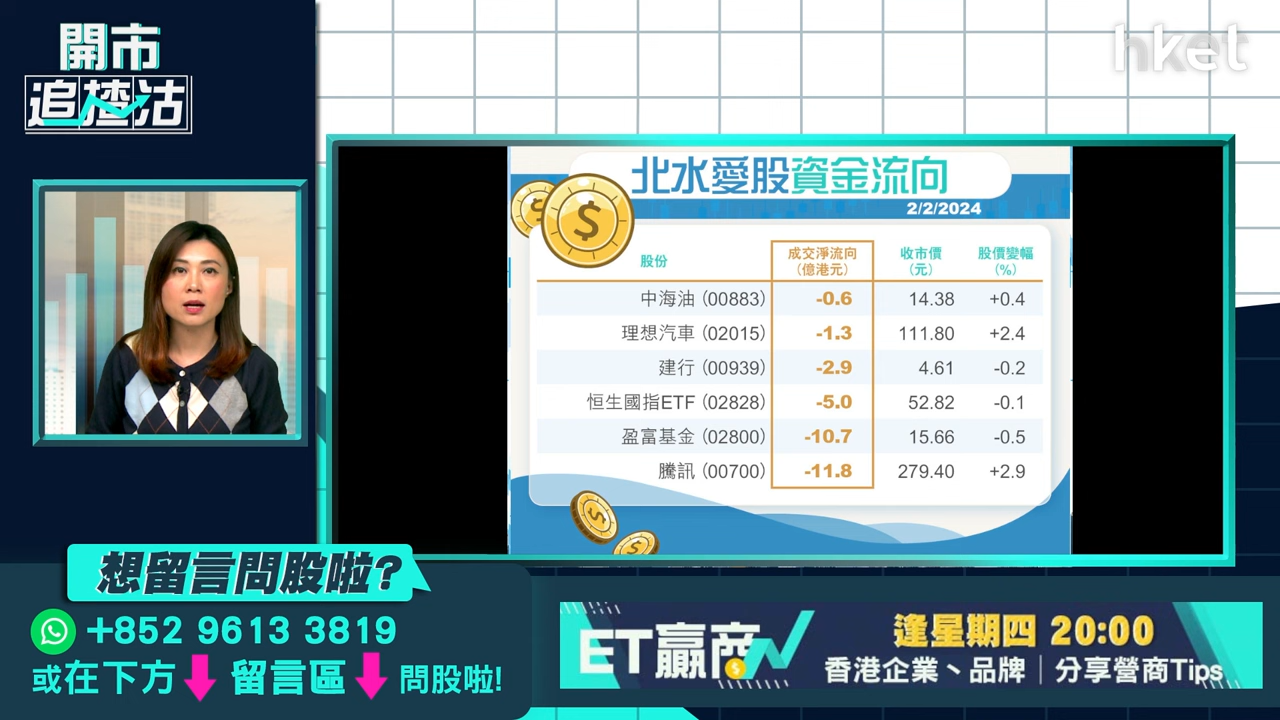 開市
追揸沽
hket
北水愛股資金流向
2/2/2024
股份 成交淨流向(億港元) 收市價(元) 股價變幅(%)
中海油 (00883) -0.6 14.38 +0.4
理想汽車 (02015) -1.3 111.80 +2.4
建行 (00939) -2.9 4.61 -0.2
恒生國指ETF (02828) -5.0 52.82 -0.1
盈富基金 (02800) -10.7 15.66 -0.5
騰訊 (00700) -11.8 279.40 +2.9
想留言問股啦?
+852 9613 3819
或在下方 留言區 問股啦!
ET贏商
逢星期四 20:00
香港企業、品牌｜分享營商Tips